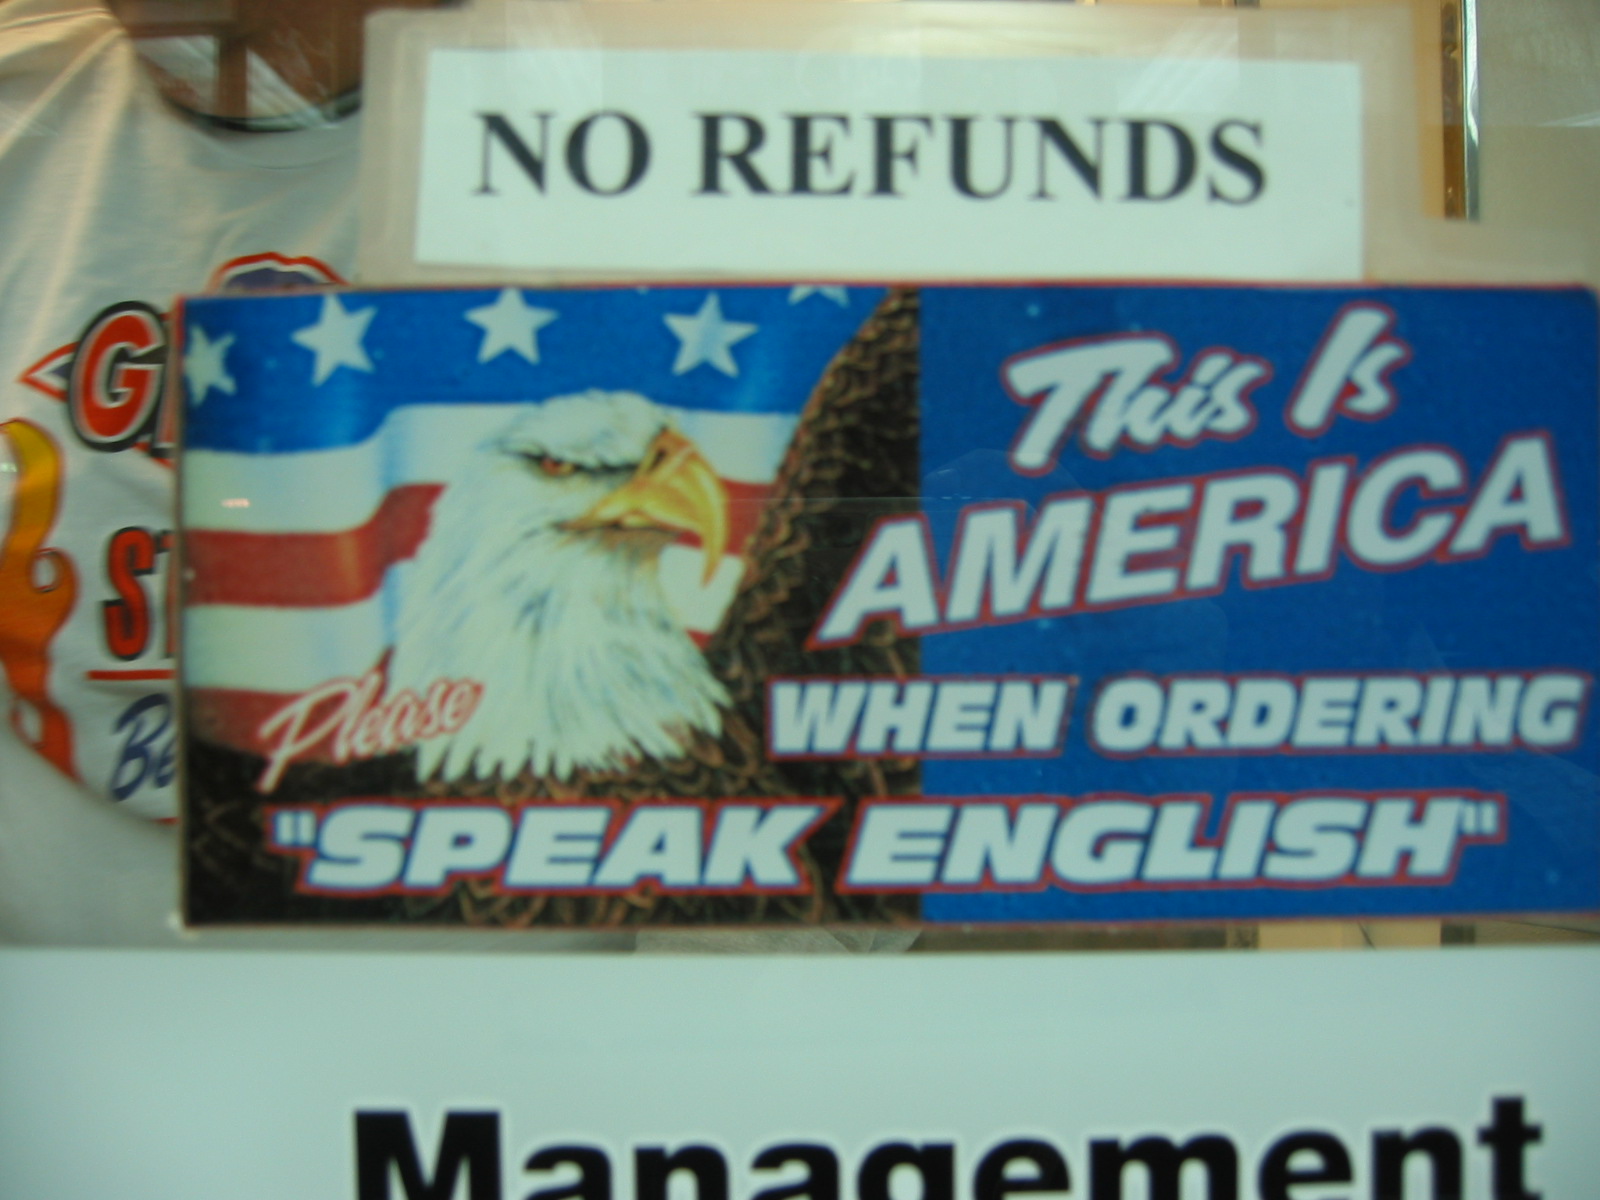 NO REFUNDS
This Is
AMERICA
Please WHEN ORDERING
"SPEAK ENGLISH"
Management